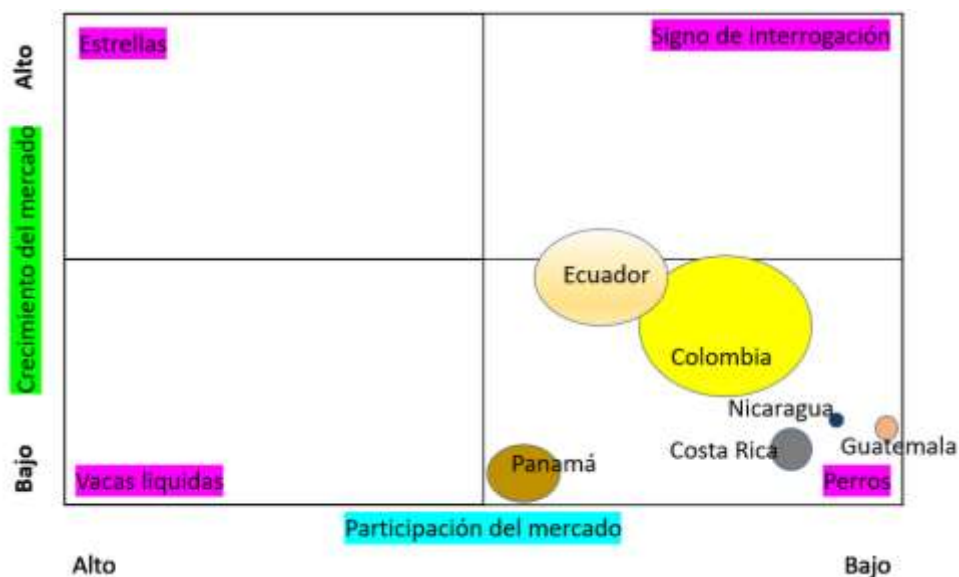 Estrellas
Signo de interrogación
Alto
Crecimiento del mercado
Bajo
Ecuador
Colombia
Nicaragua
Guatemala
Costa Rica
Panamá
Vacas liquidas
Perros
Participación del mercado
Alto
Bajo